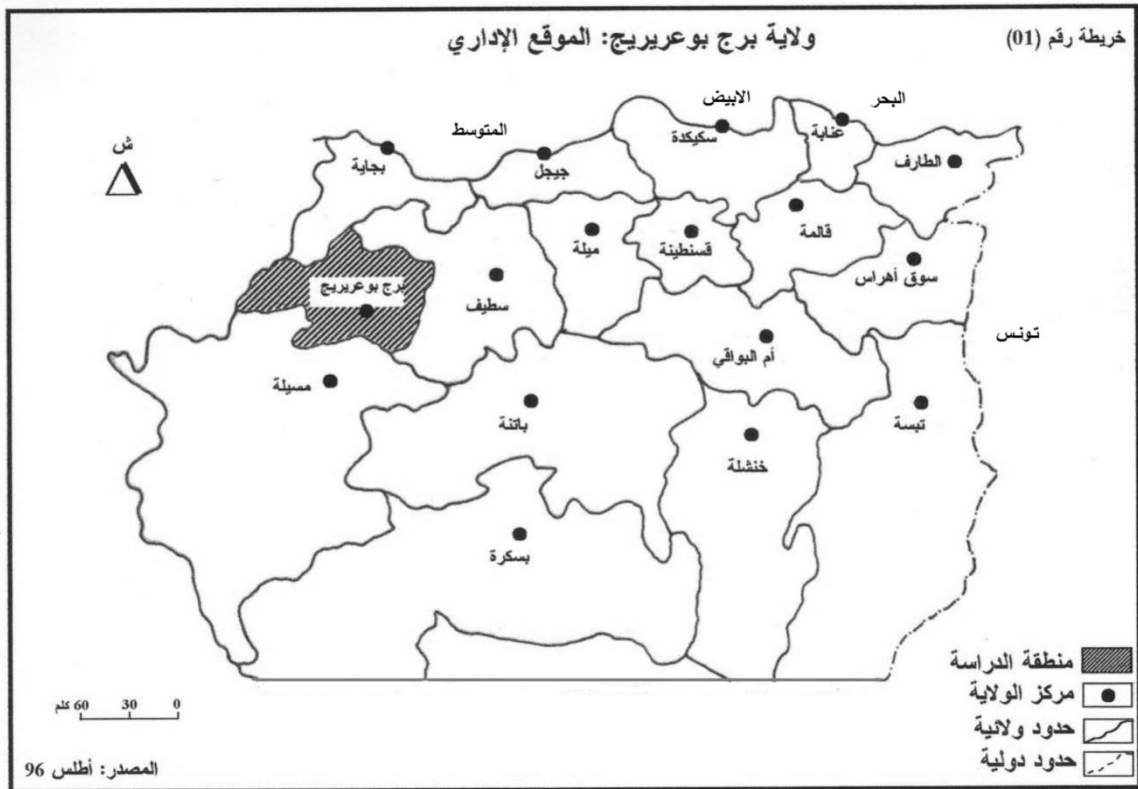 خريطة رقم (01)
ولاية برج بوعريريج: الموقع الإداري
البحر
الابيض
المتوسط
ش
عنابة
سكيكدة
الطارف
جيجل
بجاية
قالمة
قسنطينة
ميلة
سوق أهراس
سطيف
برج بوعريريج
تونس
أم البواقي
مسيلة
باتنة
تبسة
خنشلة
بسكرة
منطقة الدراسة
مركز الولاية
حدود ولائية
حدود دولية
0 30 60 كلم
المصدر: أطلس 96